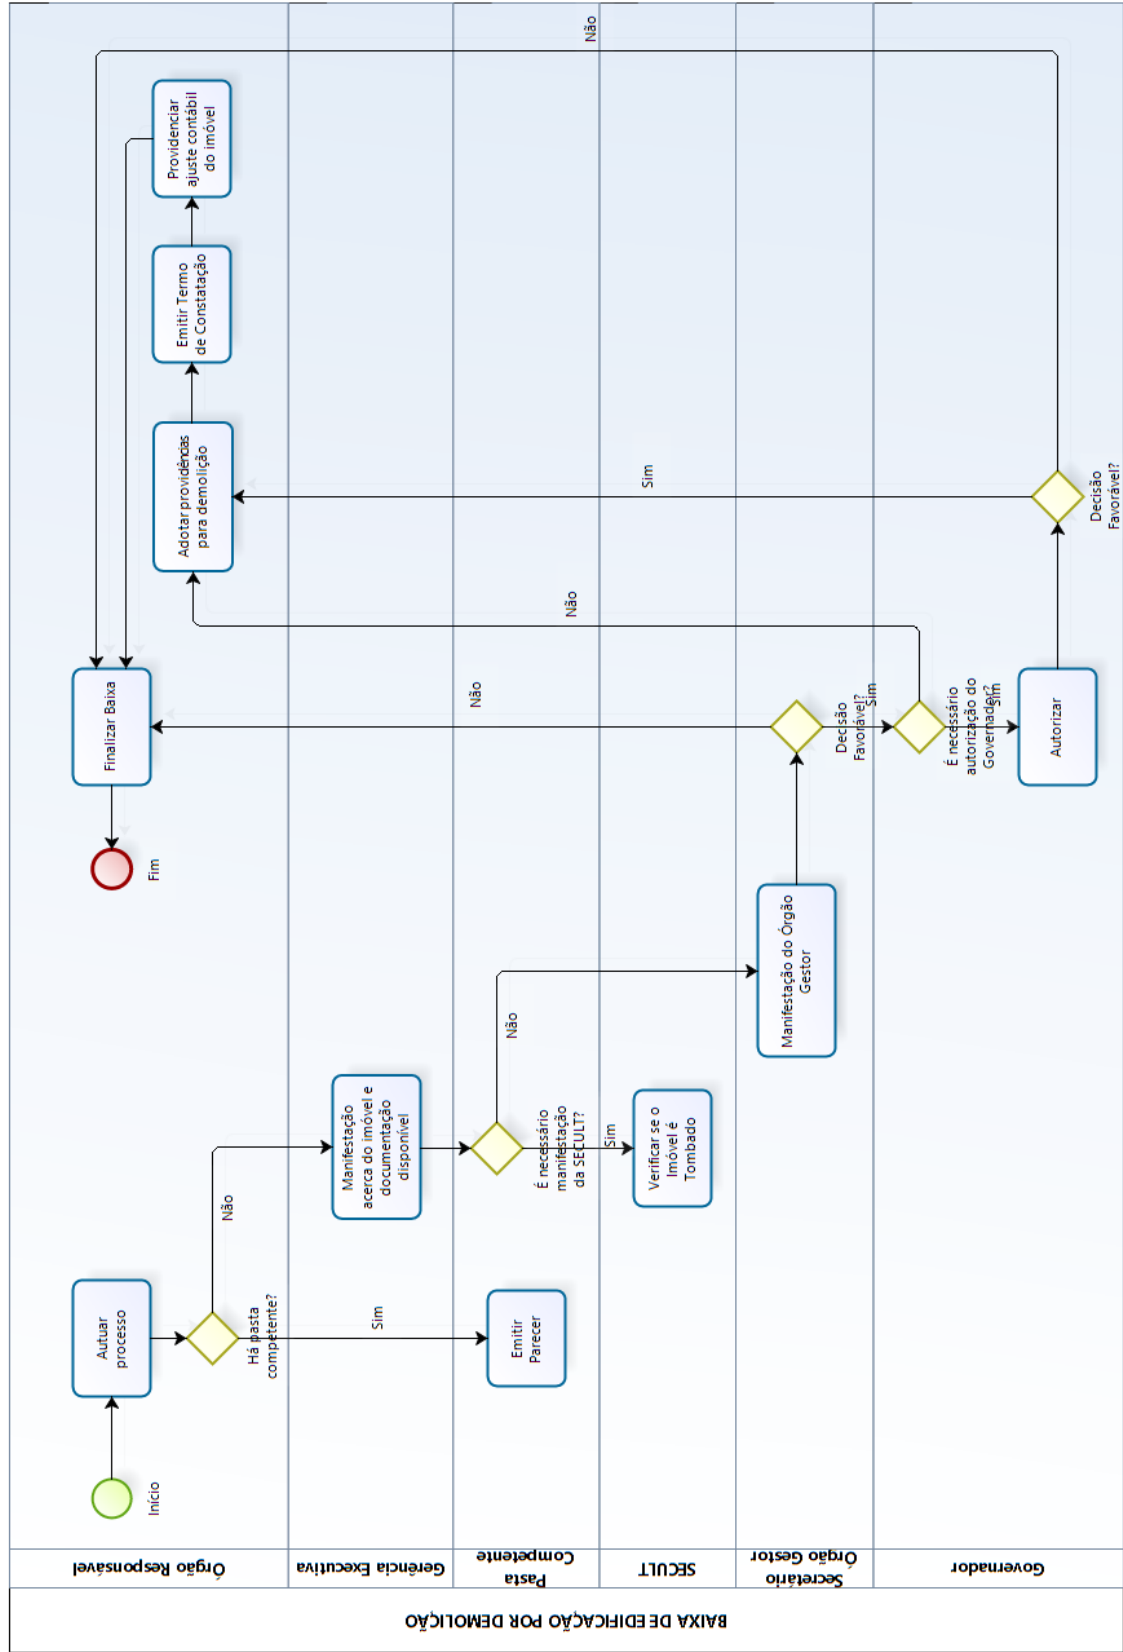 BAIXA DE EDIFICAÇÃO POR DEMOLIÇÃO
Órgão Responsável
Início
Autuar
processo
Há pasta
competente?
Não
Sim
Fim
Finalizar Baixa
Adotar providências
para demolição
Emitir Termo
de Constatação
Providenciar
ajuste contábil
do imóvel
Não
Gerência Executiva
Manifestação
acerca do imóvel e
documentação
disponível
Pasta
Competente
Emitir
Parecer
É necessário
manifestação
da SECULT?
Não
Sim
Não
Não
Sim
SECULT
Verificar se o
Imóvel é
Tombado
Secretário
Órgão Gestor
Manifestação do Órgão
Gestor
Decisão
Favorável?
Sim
Governador
É necessário
autorização do
Governador?
Sim
Autorizar
Decisão
Favorável?